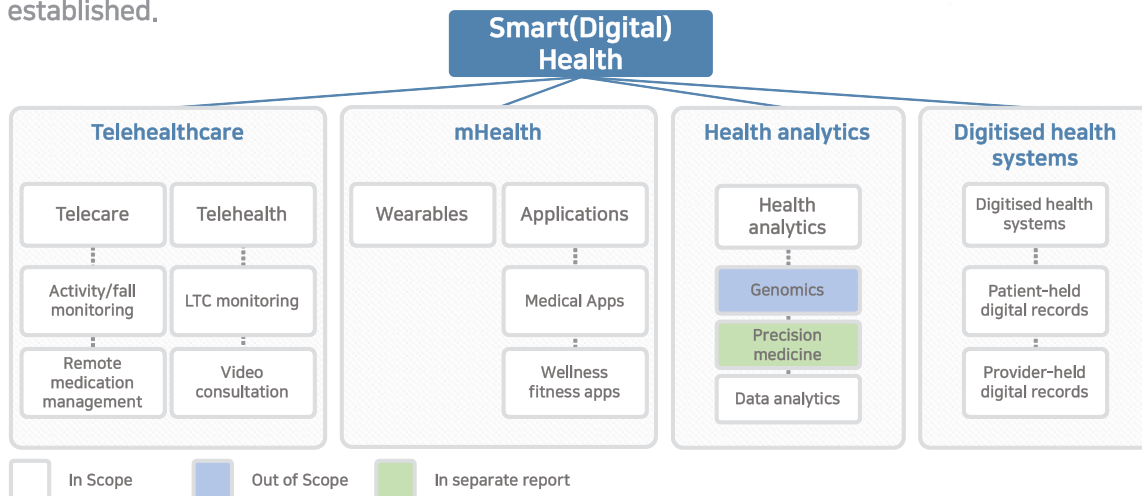 established.
Smart(Digital)
Health
Telehealthcare
Telecare
Telehealth
Activity/fall
monitoring
LTC monitoring
Remote
medication
management
Video
consultation
mHealth
Wearables
Applications
Medical Apps
Wellness
fitness apps
Health analytics
Health
analytics
Genomics
Precision
medicine
Data analytics
Digitised health
systems
Digitised health
systems
Patient-held
digital records
Provider-held
digital records
In Scope
Out of Scope
In separate report